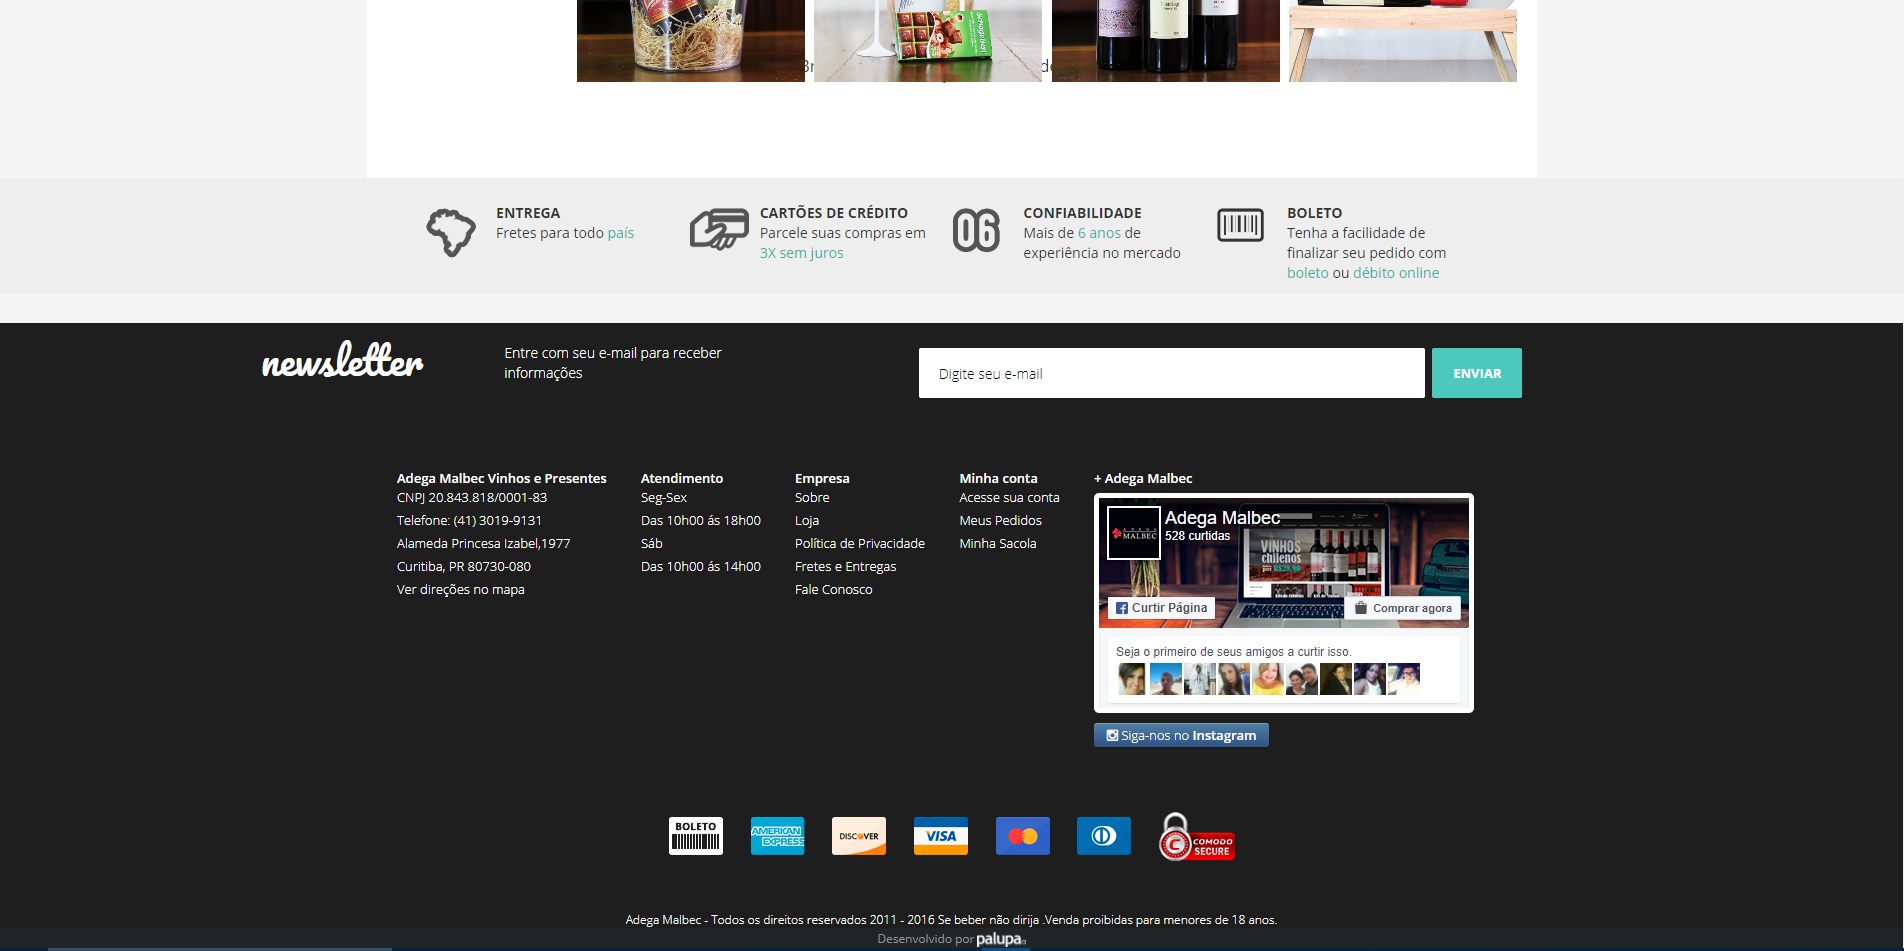 Schogetten
ENTREGA
Fretes para todo país
CARTÕES DE CRÉDITO
Parcele suas compras em
3X sem juros
06
CONFIABILIDADE
Mais de 6 anos de
experiência no mercado
BOLETO
Tenha a facilidade de
finalizar seu pedido com
boleto ou débito online
newsletter
Entre com seu e-mail para receber
informações
Digite seu e-mail
ENVIAR
Adega Malbec Vinhos e Presentes
CNPJ 20.843.818/0001-83
Telefone: (41) 3019-9131
Alameda Princesa Izabel,1977
Curitiba, PR 80730-080
Ver direções no mapa
Atendimento
Seg-Sex
Das 10h00 ás 18h00
Sáb
Das 10h00 ás 14h00
Empresa
Sobre
Loja
Política de Privacidade
Fretes e Entregas
Fale Conosco
Minha conta
Acesse sua conta
Meus Pedidos
Minha Sacola
+ Adega Malbec
ADEGA
MALBEC
Adega Malbec
528 curtidas
VINHOS
chilenos
por R$28,90
Curtir Página
Comprar agora
Seja o primeiro de seus amigos a curtir isso.
Siga-nos no Instagram
BOLETO
AMERICAN
EXPRESS
DISCOVER
VISA
COMODO
SECURE
Adega Malbec - Todos os direitos reservados 2011 - 2016 Se beber não dirija .Venda proibidas para menores de 18 anos.
Desenvolvido por palupa